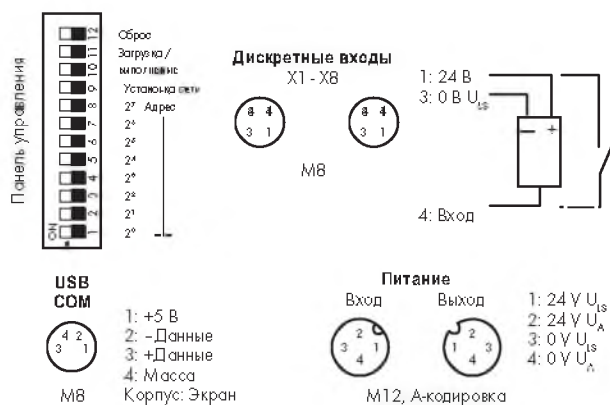 Панель управления
ON
12
11
10
9
8
7
6
5
4
3
2
1
Сброс
Загрузка /
выполнение
Установка сети
2⁷ Адрес
2⁶
2⁵
2⁴
2³
2²
2¹
2⁰
Дискретные входы
X1 - X8
4
3 1
4
3 1
M8
1: 24 В
3: 0 В U_LS
4: Вход
− +
USB
COM
4 2
3 1
M8
1: +5 В
2: –Данные
3: +Данные
4: Масса
Корпус: Экран
Питание
Вход Выход
2
3 1
4
2
1 3
4
1: 24 V U_LS
2: 24 V U_A
3: 0 V U_LS
4: 0 V U_A
M12, А-кодировка